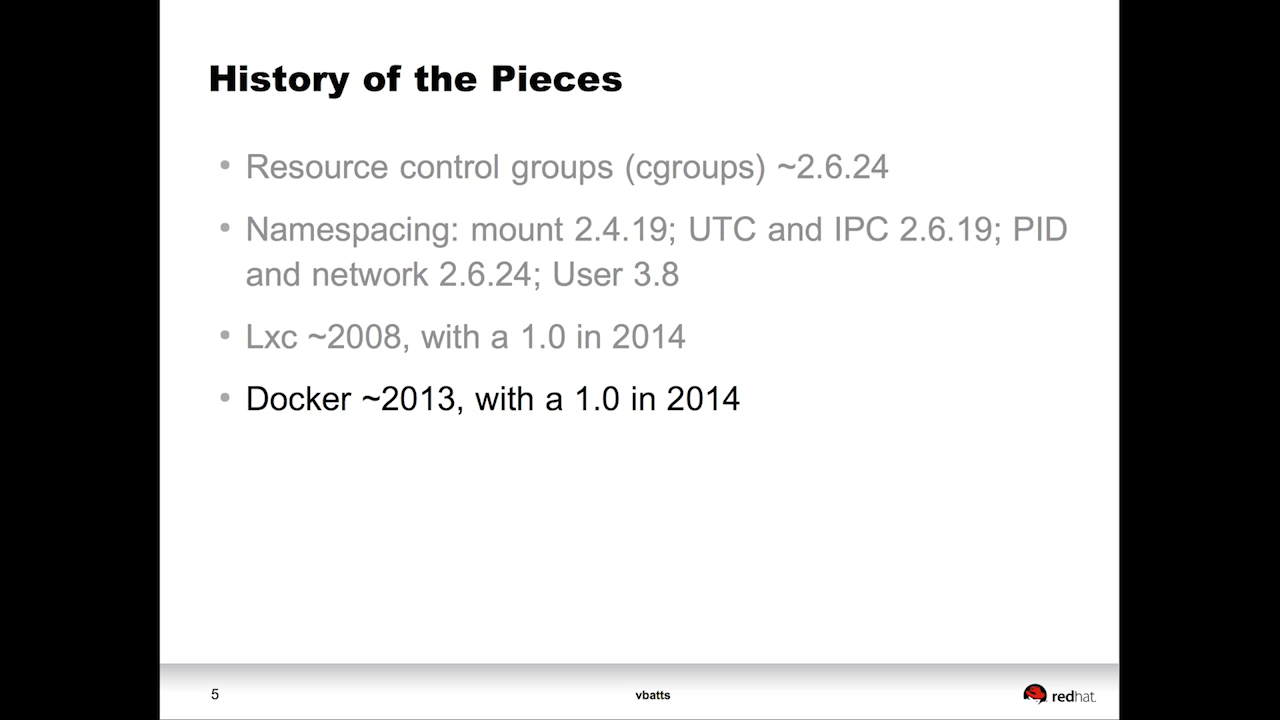 History of the Pieces
• Resource control groups (cgroups) ~2.6.24
• Namespacing: mount 2.4.19; UTC and IPC 2.6.19; PID
and network 2.6.24; User 3.8
• Lxc ~2008, with a 1.0 in 2014
• Docker ~2013, with a 1.0 in 2014
5
vbatts
redhat.